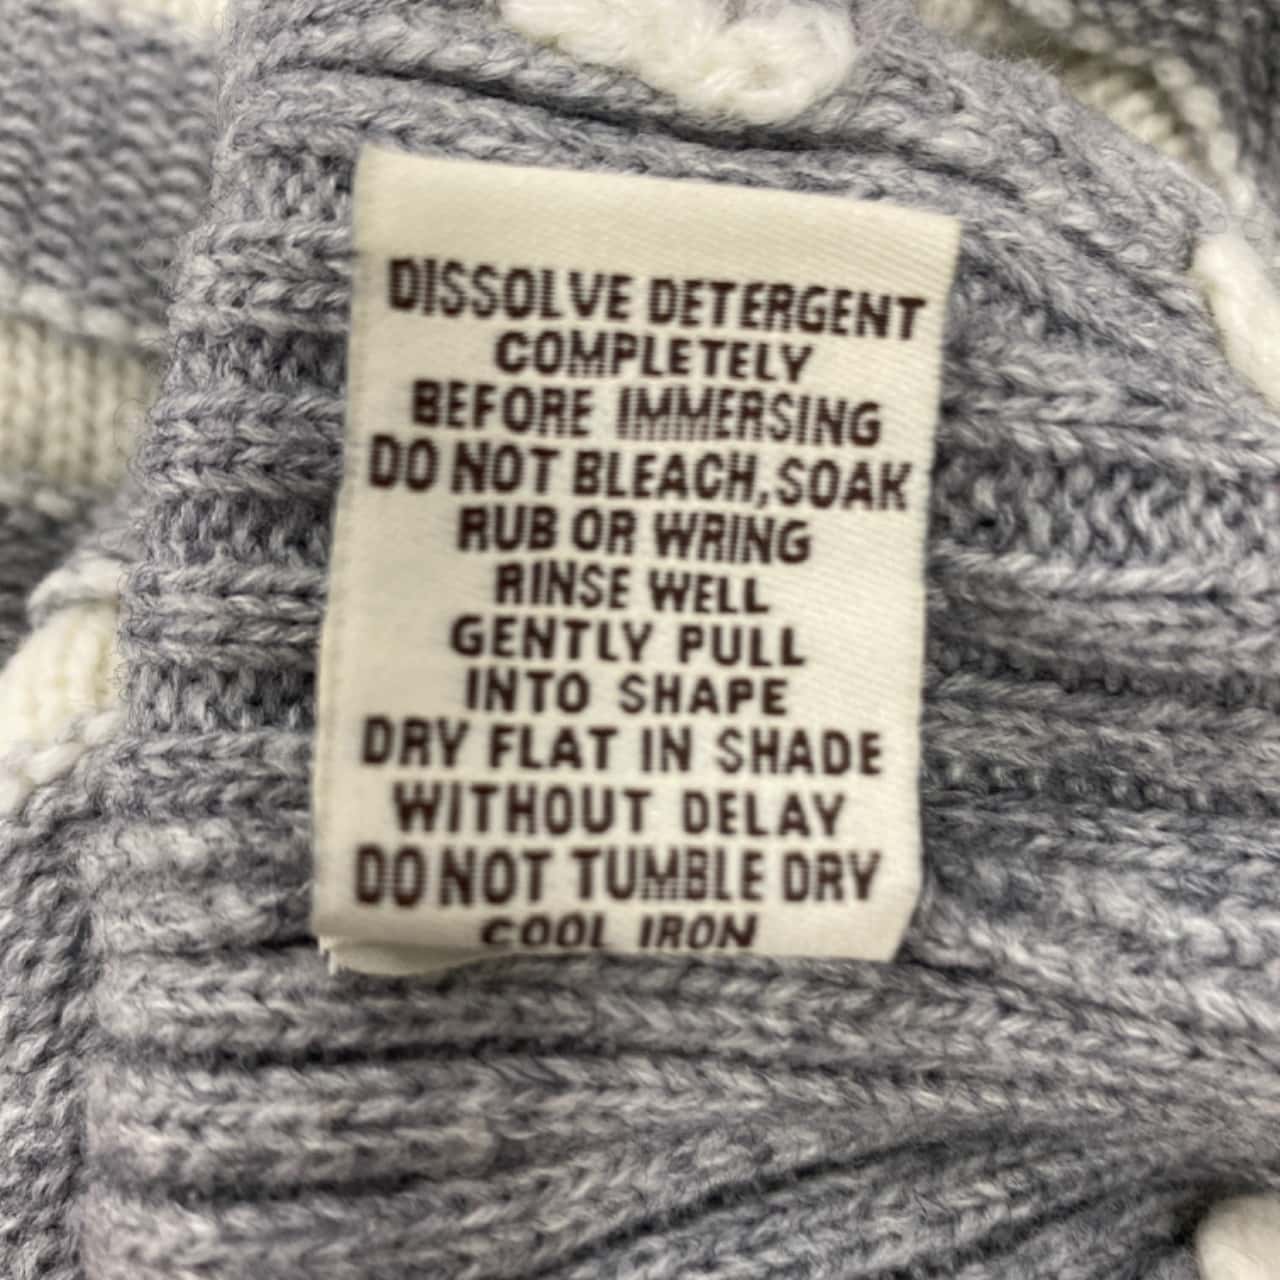 DISSOLVE DETERGENT
COMPLETELY
BEFORE IMMERSING
DO NOT BLEACH, SOAK
RUB OR WRING
RINSE WELL
GENTLY PULL
INTO SHAPE
DRY FLAT IN SHADE
WITHOUT DELAY
DO NOT TUMBLE DRY
COOL IRON